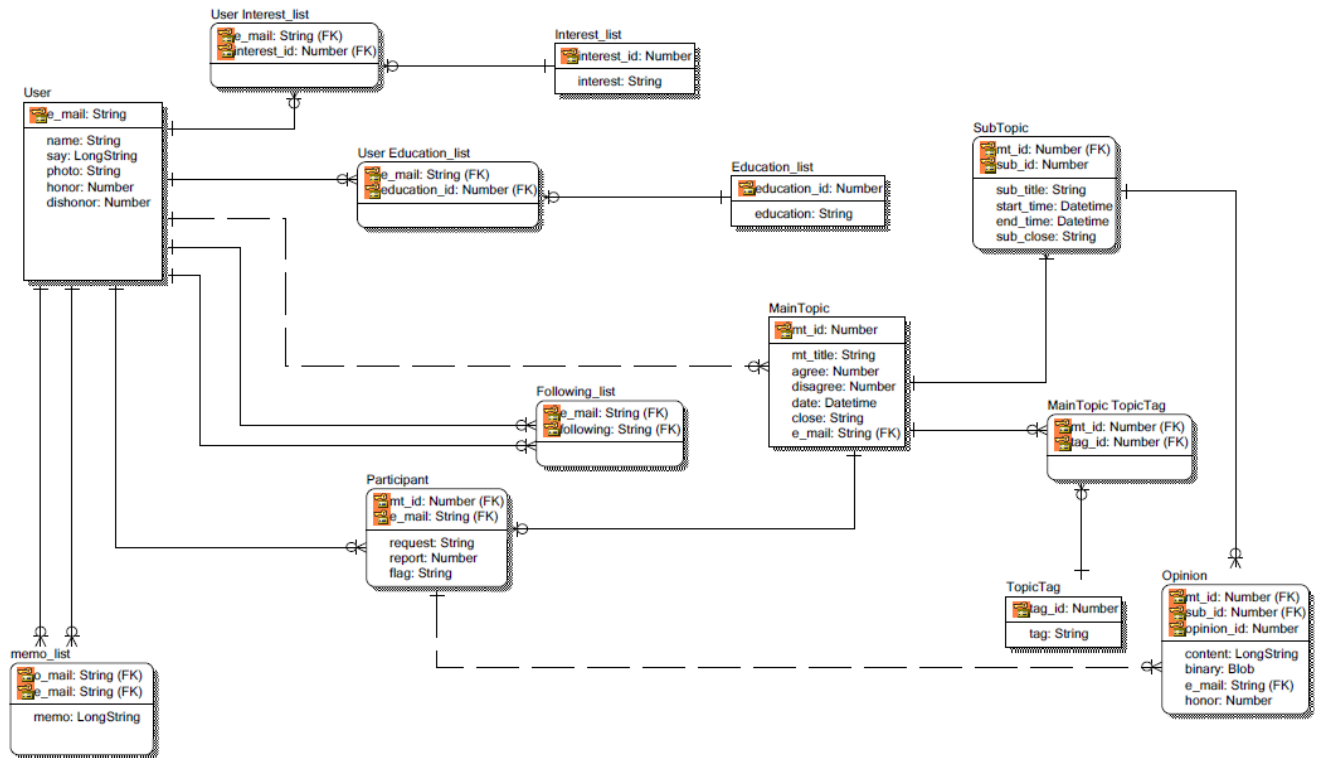 User Interest_list
e_mail: String (FK)
interest_id: Number (FK)
Interest_list
interest_id: Number
interest: String
User
e_mail: String
name: String
say: LongString
photo: String
honor: Number
dishonor: Number
User Education_list
e_mail: String (FK)
education_id: Number (FK)
Education_list
education_id: Number
education: String
SubTopic
mt_id: Number (FK)
sub_id: Number
sub_title: String
start_time: Datetime
end_time: Datetime
sub_close: String
MainTopic
mt_id: Number
mt_title: String
agree: Number
disagree: Number
date: Datetime
close: String
e_mail: String (FK)
Following_list
e_mail: String (FK)
following: String (FK)
MainTopic TopicTag
mt_id: Number (FK)
tag_id: Number (FK)
Participant
mt_id: Number (FK)
e_mail: String (FK)
request: String
report: Number
flag: String
TopicTag
tag_id: Number
tag: String
Opinion
mt_id: Number (FK)
sub_id: Number (FK)
opinion_id: Number
content: LongString
binary: Blob
e_mail: String (FK)
honor: Number
memo_list
o_mail: String (FK)
e_mail: String (FK)
memo: LongString